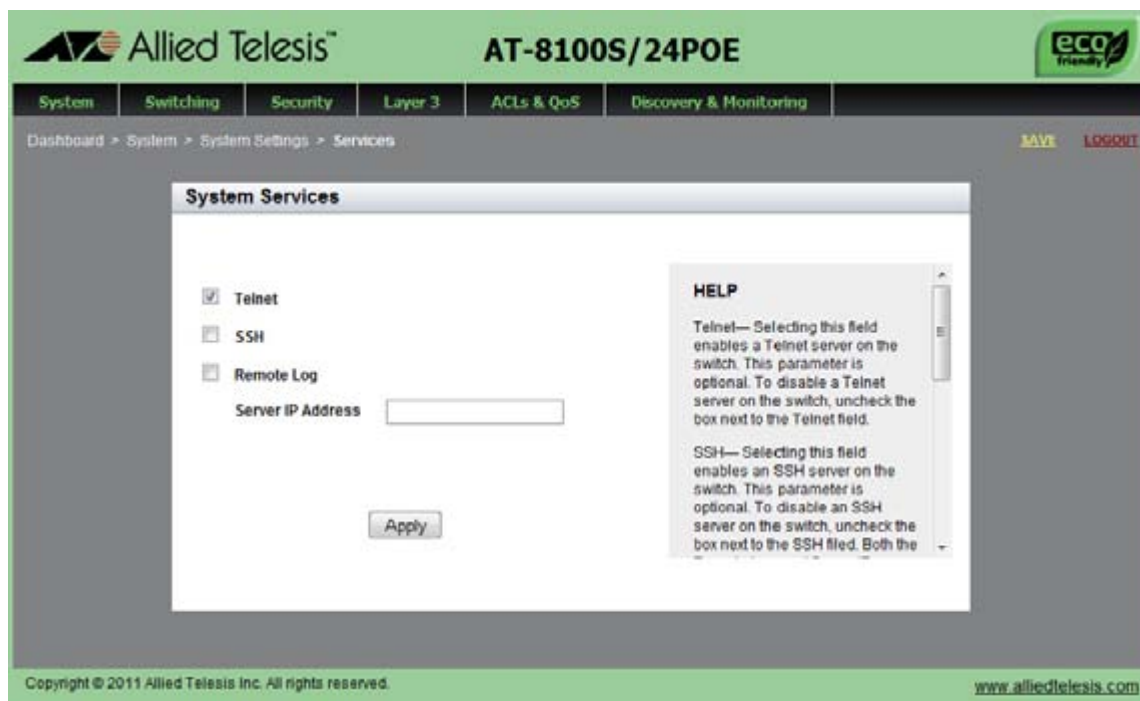 Allied Telesis™
AT-8100S/24POE
eco
friendly
System
Switching
Security
Layer 3
ACLs & QoS
Discovery & Monitoring
Dashboard > System > System Settings > Services
SAVE
LOGOUT
System Services
Telnet
SSH
Remote Log
Server IP Address
Apply
HELP
Telnet— Selecting this field
enables a Telnet server on the
switch. This parameter is
optional. To disable a Telnet
server on the switch, uncheck the
box next to the Telnet field.
SSH— Selecting this field
enables an SSH server on the
switch. This parameter is
optional. To disable an SSH
server on the switch, uncheck the
box next to the SSH filed. Both the
Copyright © 2011 Allied Telesis Inc. All rights reserved.
www.alliedtelesis.com